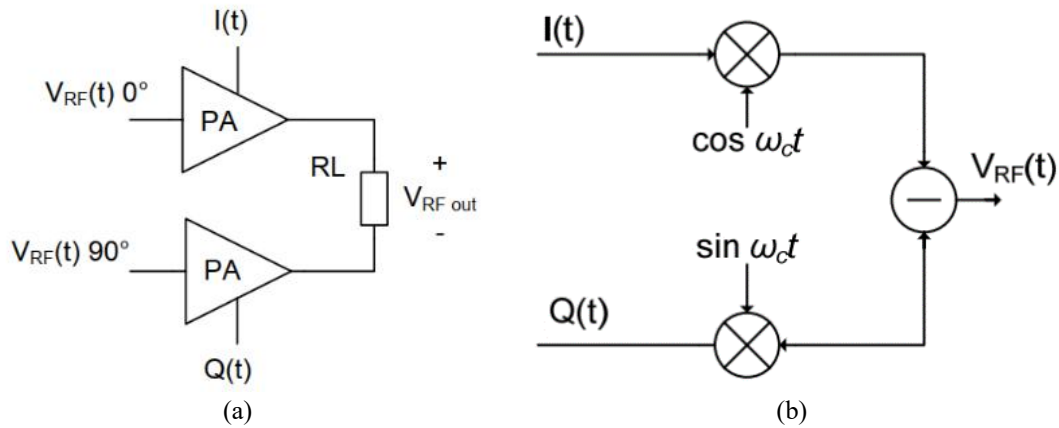 I(t)
V_RF(t) 0°
PA
RL
+
V_RF out
-
V_RF(t) 90°
PA
Q(t)
(a)
I(t)
cos ω_c t
V_RF(t)
sin ω_c t
Q(t)
(b)